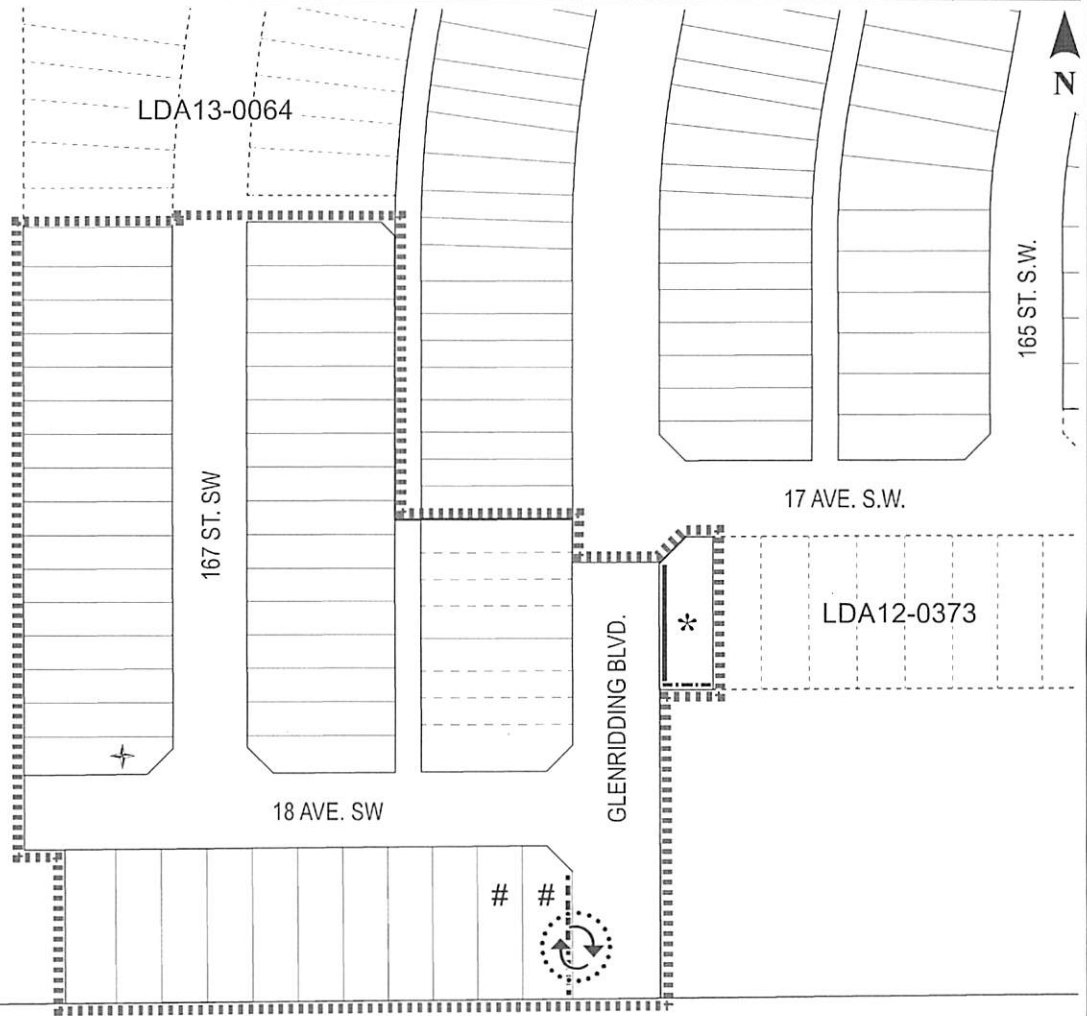 N
LDA13-0064
165 ST. S.W.
167 ST. SW
17 AVE. S.W.
GLENRIDDING BLVD.
*
LDA12-0373
18 AVE. SW
# #